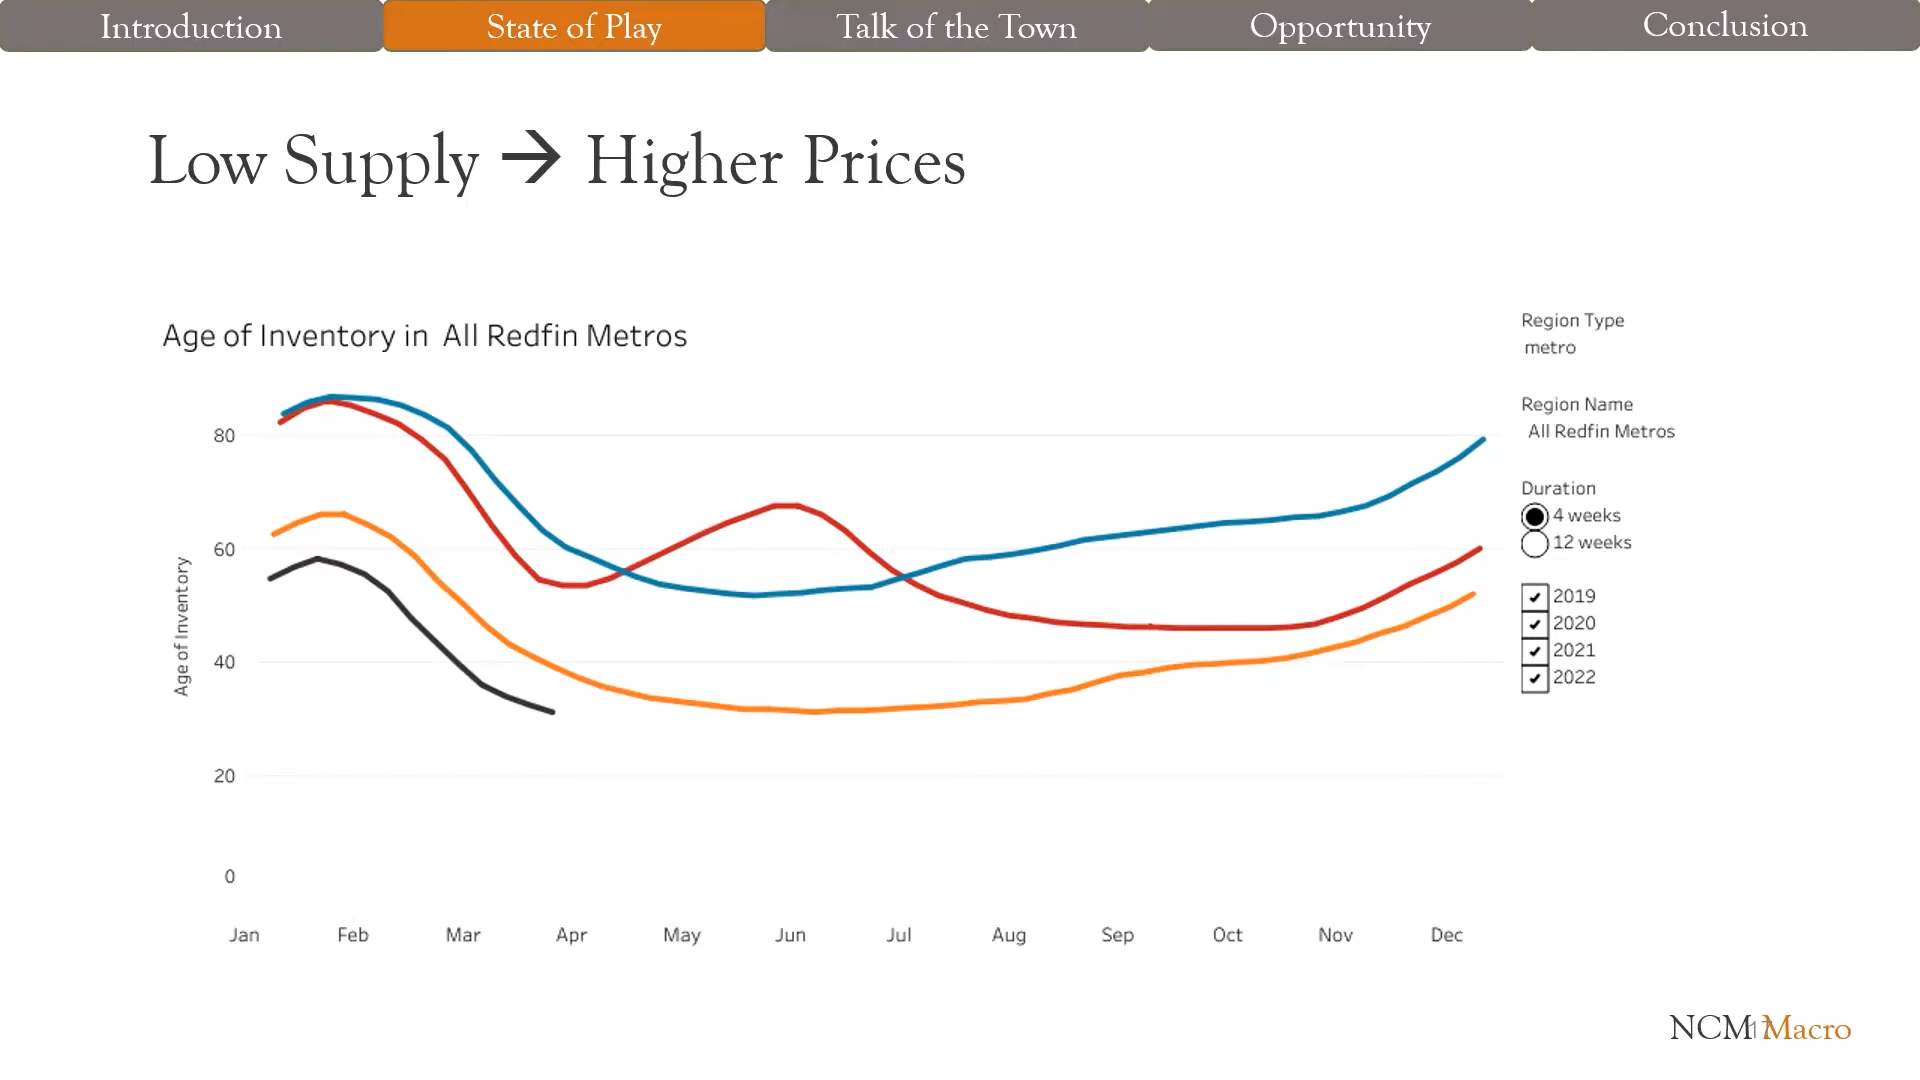 Introduction
State of Play
Talk of the Town
Opportunity
Conclusion
Low Supply → Higher Prices
Age of Inventory in All Redfin Metros
Age of Inventory
80
60
40
20
0
Jan Feb Mar Apr May Jun Jul Aug Sep Oct Nov Dec
Region Type
metro
Region Name
All Redfin Metros
Duration
4 weeks
12 weeks
2019
2020
2021
2022
NCM Macro
17